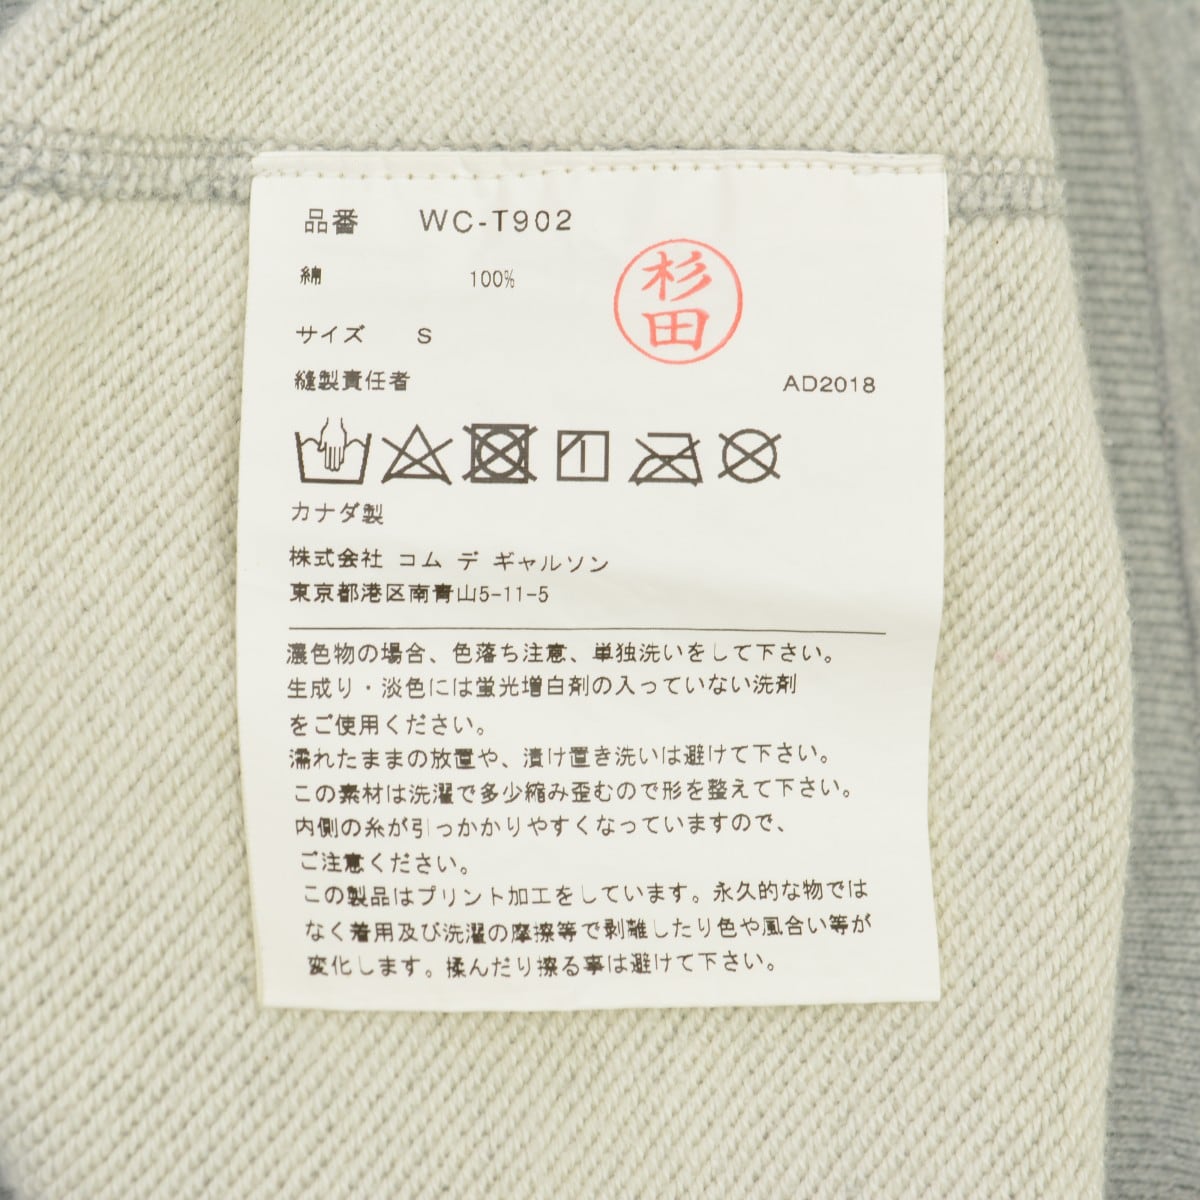 品番 WC-T902
綿 100%
杉田
サイズ S
縫製責任者 AD2018
カナダ製
株式会社 コム デ ギャルソン
東京都港区南青山5-11-5
濃色物の場合、色落ち注意、単独洗いをして下さい。
生成り・淡色には蛍光増白剤の入っていない洗剤
をご使用ください。
濡れたままの放置や、漬け置き洗いは避けて下さい。
この素材は洗濯で多少縮み歪むので形を整えて下さい。
内側の糸が引っかかりやすくなっていますので、
ご注意ください。
この製品はプリント加工をしています。永久的な物では
なく着用及び洗濯の摩擦等で剥離したり色や風合い等が
変化します。揉んだり擦る事は避けて下さい。